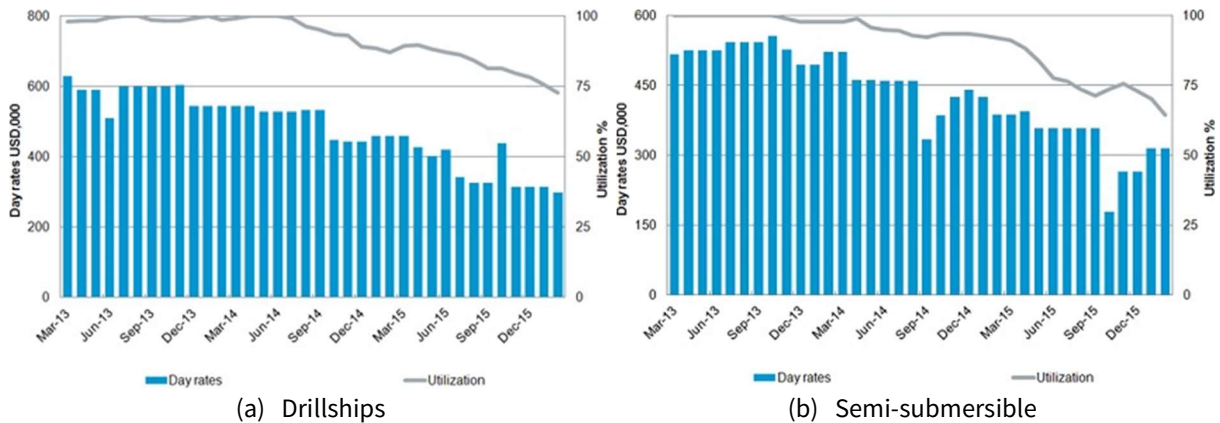 800
600
400
200
0
Day rates USD,000
100
75
50
25
0
Utilization %
Mar-13
Jun-13
Sep-13
Dec-13
Mar-14
Jun-14
Sep-14
Dec-14
Mar-15
Jun-15
Sep-15
Dec-15
Day rates
Utilization
(a) Drillships
600
450
300
150
0
Day rates USD,000
100
75
50
25
0
Utilization %
Mar-13
Jun-13
Sep-13
Dec-13
Mar-14
Jun-14
Sep-14
Dec-14
Mar-15
Jun-15
Sep-15
Dec-15
Day rates
Utilization
(b) Semi-submersible